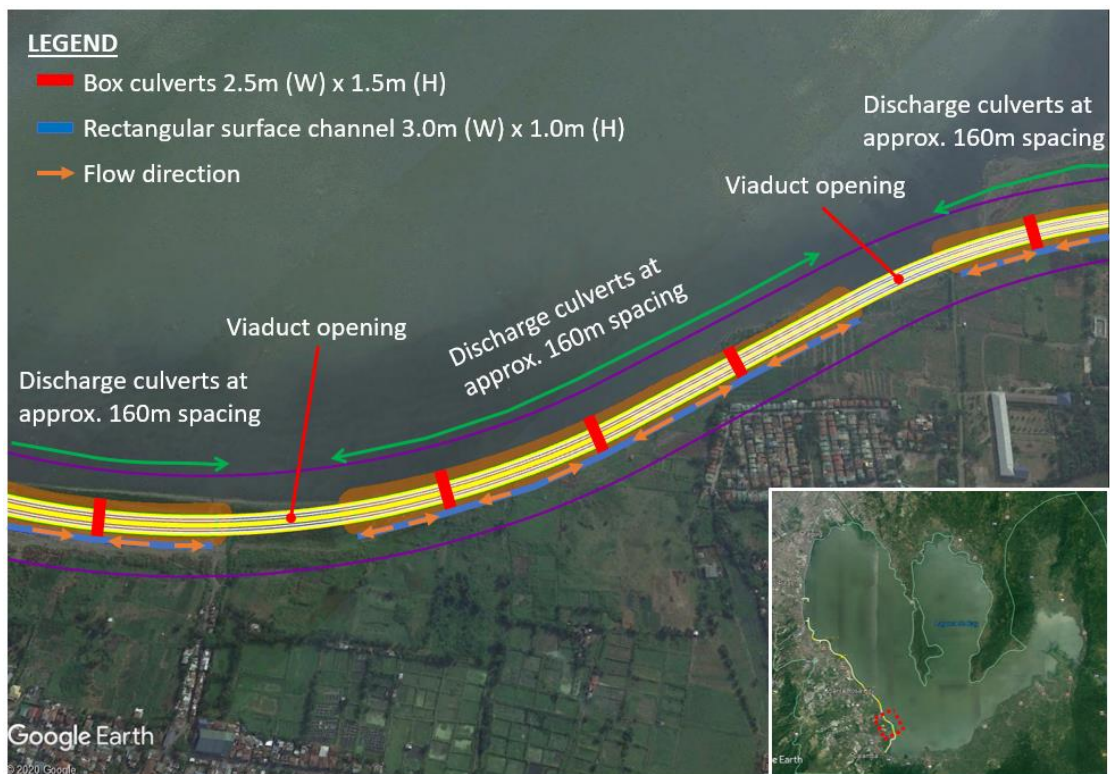 LEGEND
Box culverts 2.5m (W) x 1.5m (H)
Rectangular surface channel 3.0m (W) x 1.0m (H)
Flow direction
Discharge culverts at
approx. 160m spacing
Viaduct opening
Discharge culverts at
approx. 160m spacing
Viaduct opening
Discharge culverts at
approx. 160m spacing
Google Earth
© 2020 Google
e Earth